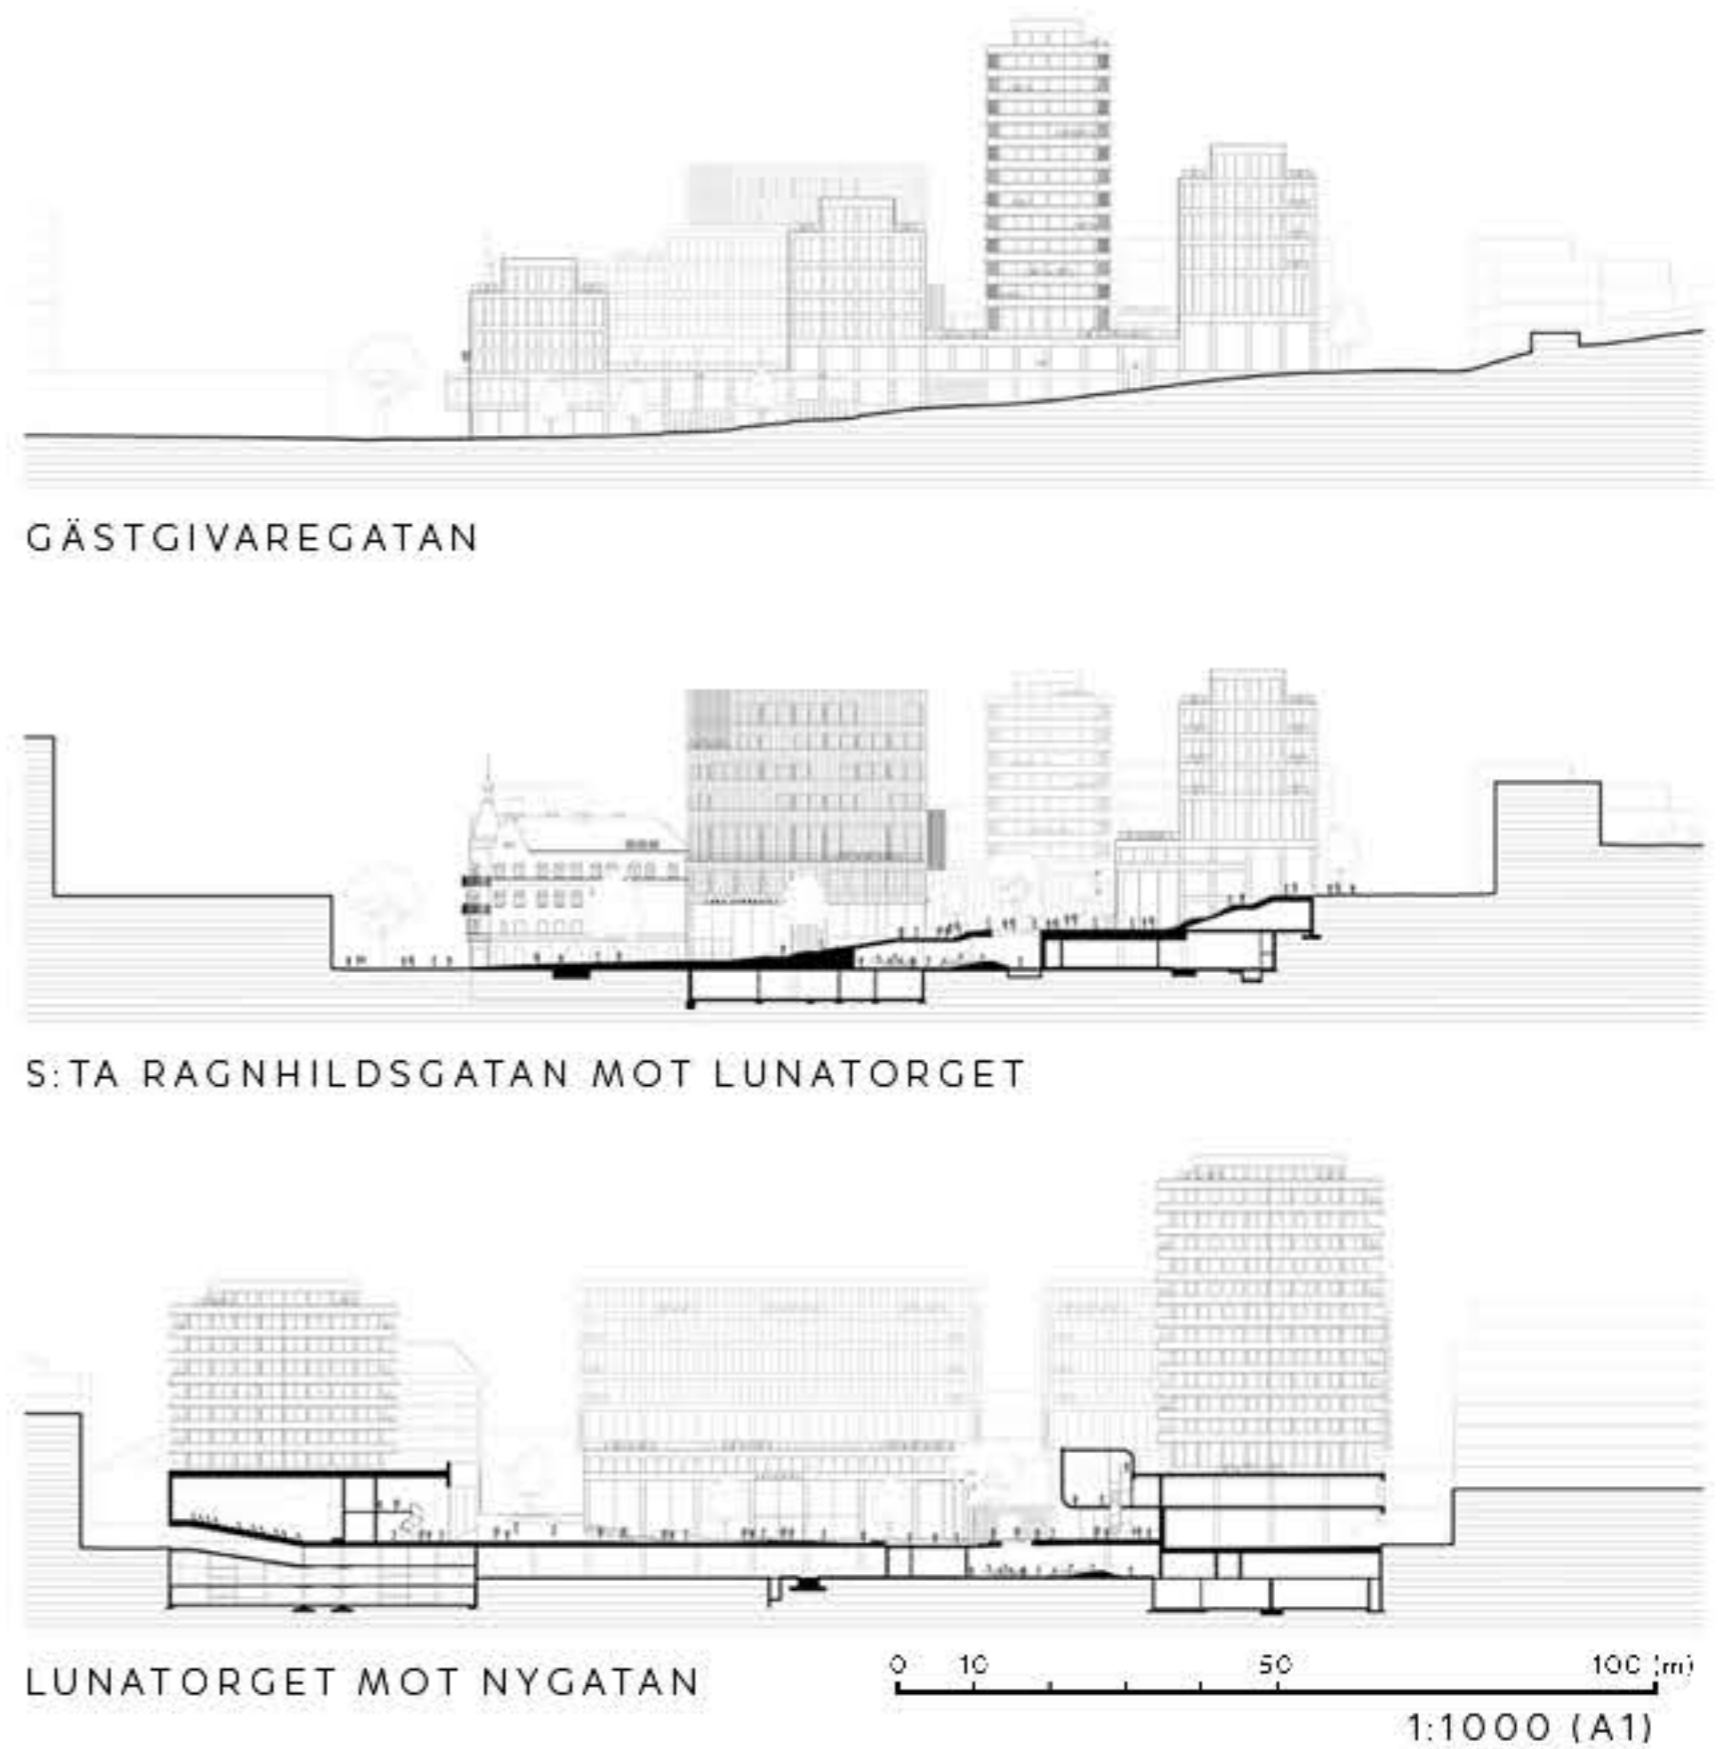 GÄSTGIVAREGATAN
S:TA RAGNHILDSGATAN MOT LUNATORGET
LUNATORGET MOT NYGATAN
0 10 50 100 (m)
1:1000 (A1)